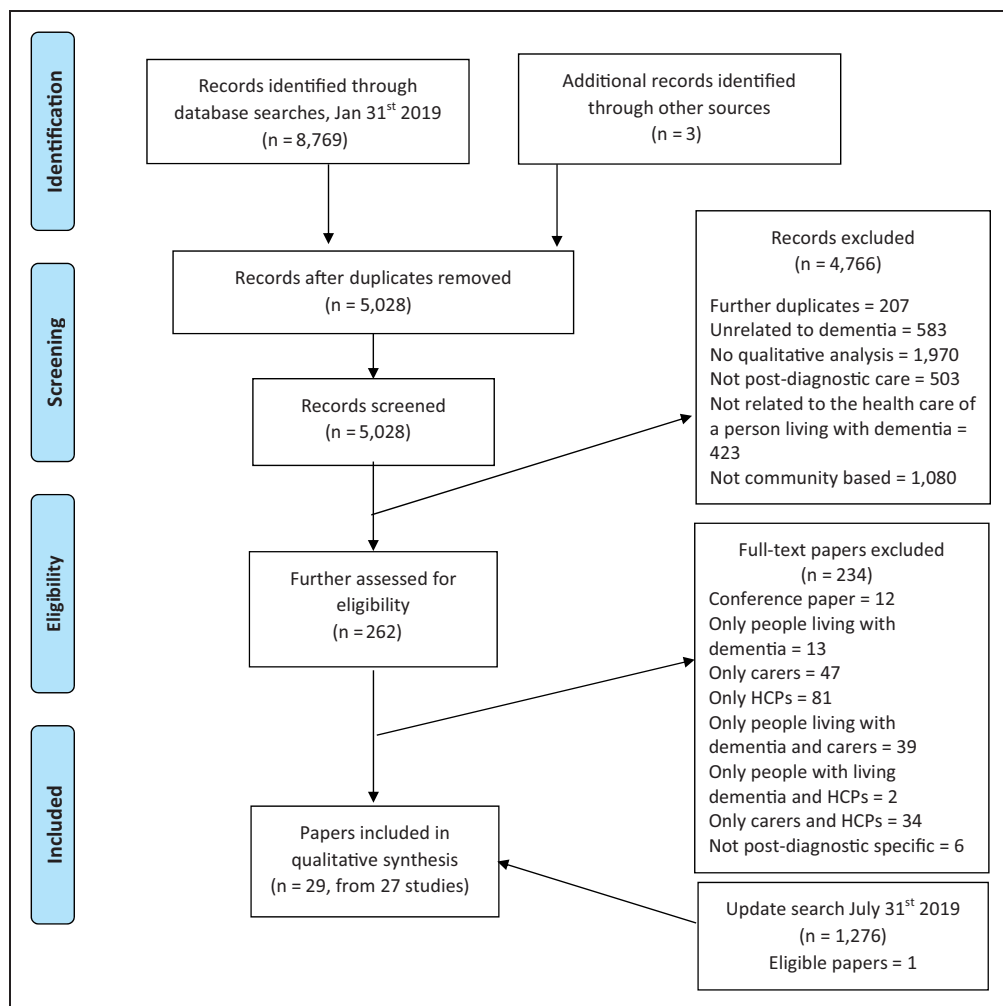 Identification
Records identified through
database searches, Jan 31st 2019
(n = 8,769)
Additional records identified
through other sources
(n = 3)
Screening
Records after duplicates removed
(n = 5,028)
Records screened
(n = 5,028)
Records excluded
(n = 4,766)
Further duplicates = 207
Unrelated to dementia = 583
No qualitative analysis = 1,970
Not post-diagnostic care = 503
Not related to the health care of
a person living with dementia =
423
Not community based = 1,080
Eligibility
Further assessed for
eligibility
(n = 262)
Full-text papers excluded
(n = 234)
Conference paper = 12
Only people living with
dementia = 13
Only carers = 47
Only HCPs = 81
Only people living with
dementia and carers = 39
Only people with living
dementia and HCPs = 2
Only carers and HCPs = 34
Not post-diagnostic specific = 6
Included
Papers included in
qualitative synthesis
(n = 29, from 27 studies)
Update search July 31st 2019
(n = 1,276)
Eligible papers = 1